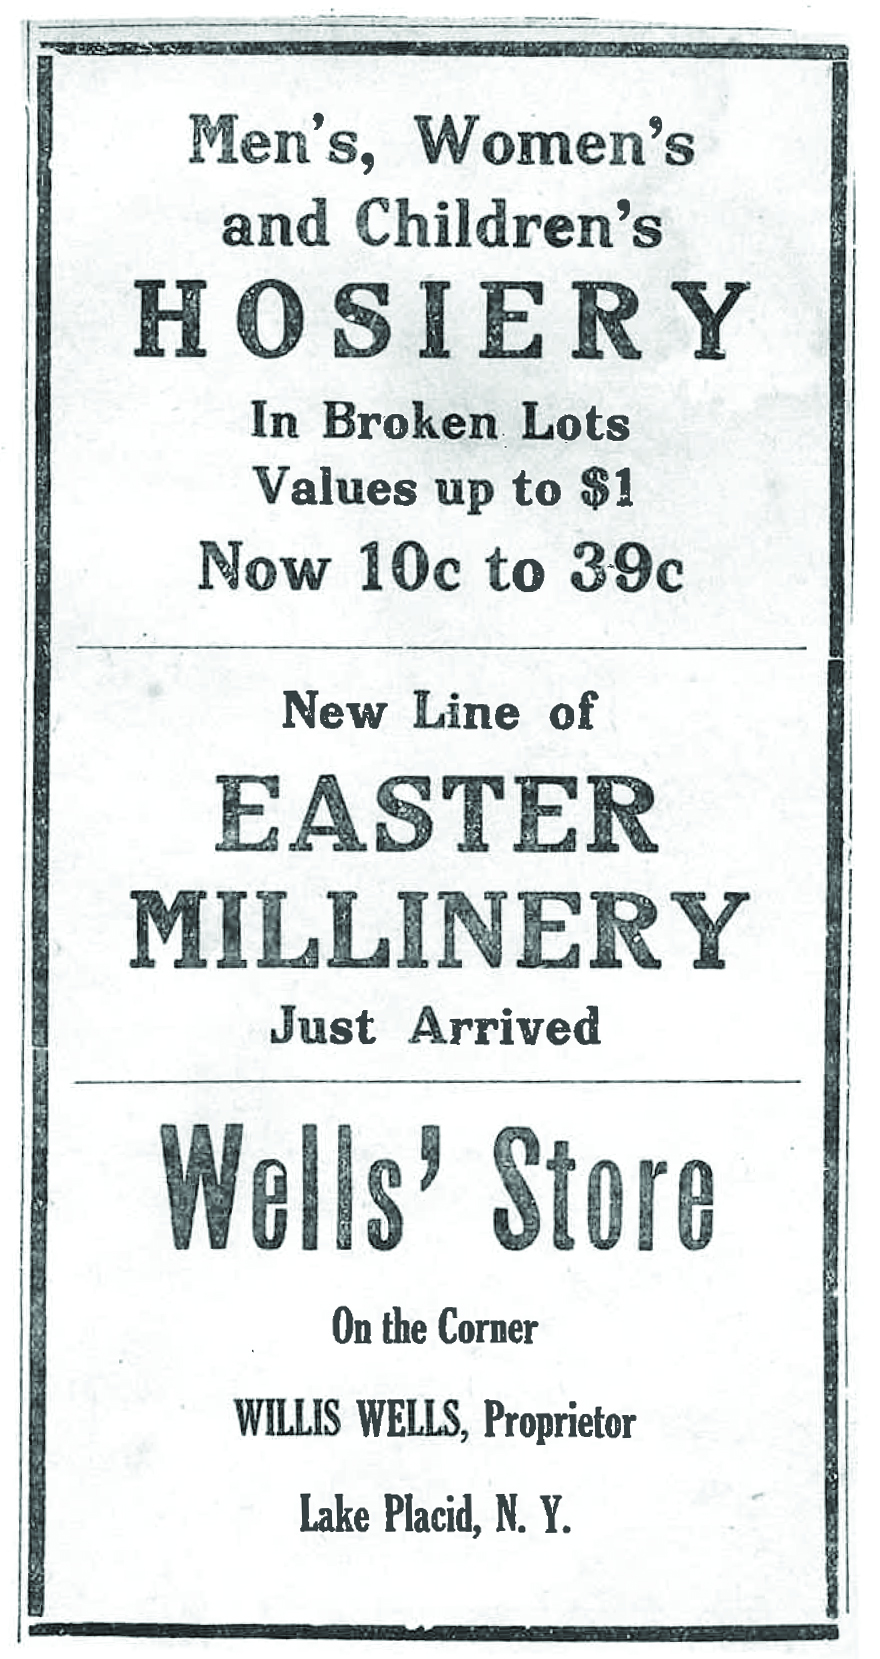 Men's, Women's
and Children's
HOSIERY
In Broken Lots
Values up to $1
Now 10c to 39c
New Line of
EASTER
MILLINERY
Just Arrived
Wells' Store
On the Corner
WILLIS WELLS, Proprietor
Lake Placid, N. Y.